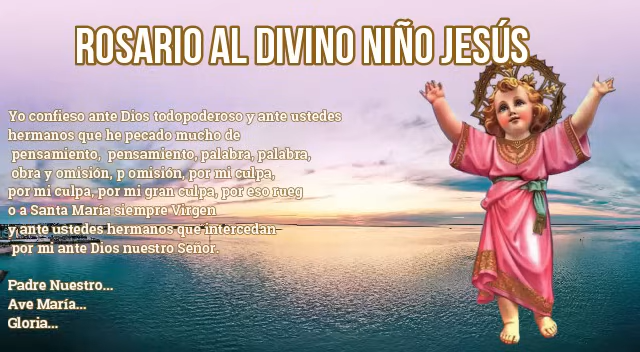 ROSARIO AL DIVINO NIÑO JESÚS
Yo confieso ante Dios todopoderoso y ante ustedes
hermanos que he pecado mucho de
pensamiento, pensamiento, palabra, palabra,
obra y omisión, p omisión, por mi culpa,
por mi culpa, por mi gran culpa, por eso rueg
o a Santa María siempre Virgen
y ante ustedes hermanos que intercedan
por mi ante Dios nuestro Señor.
Padre Nuestro...
Ave María...
Gloria...